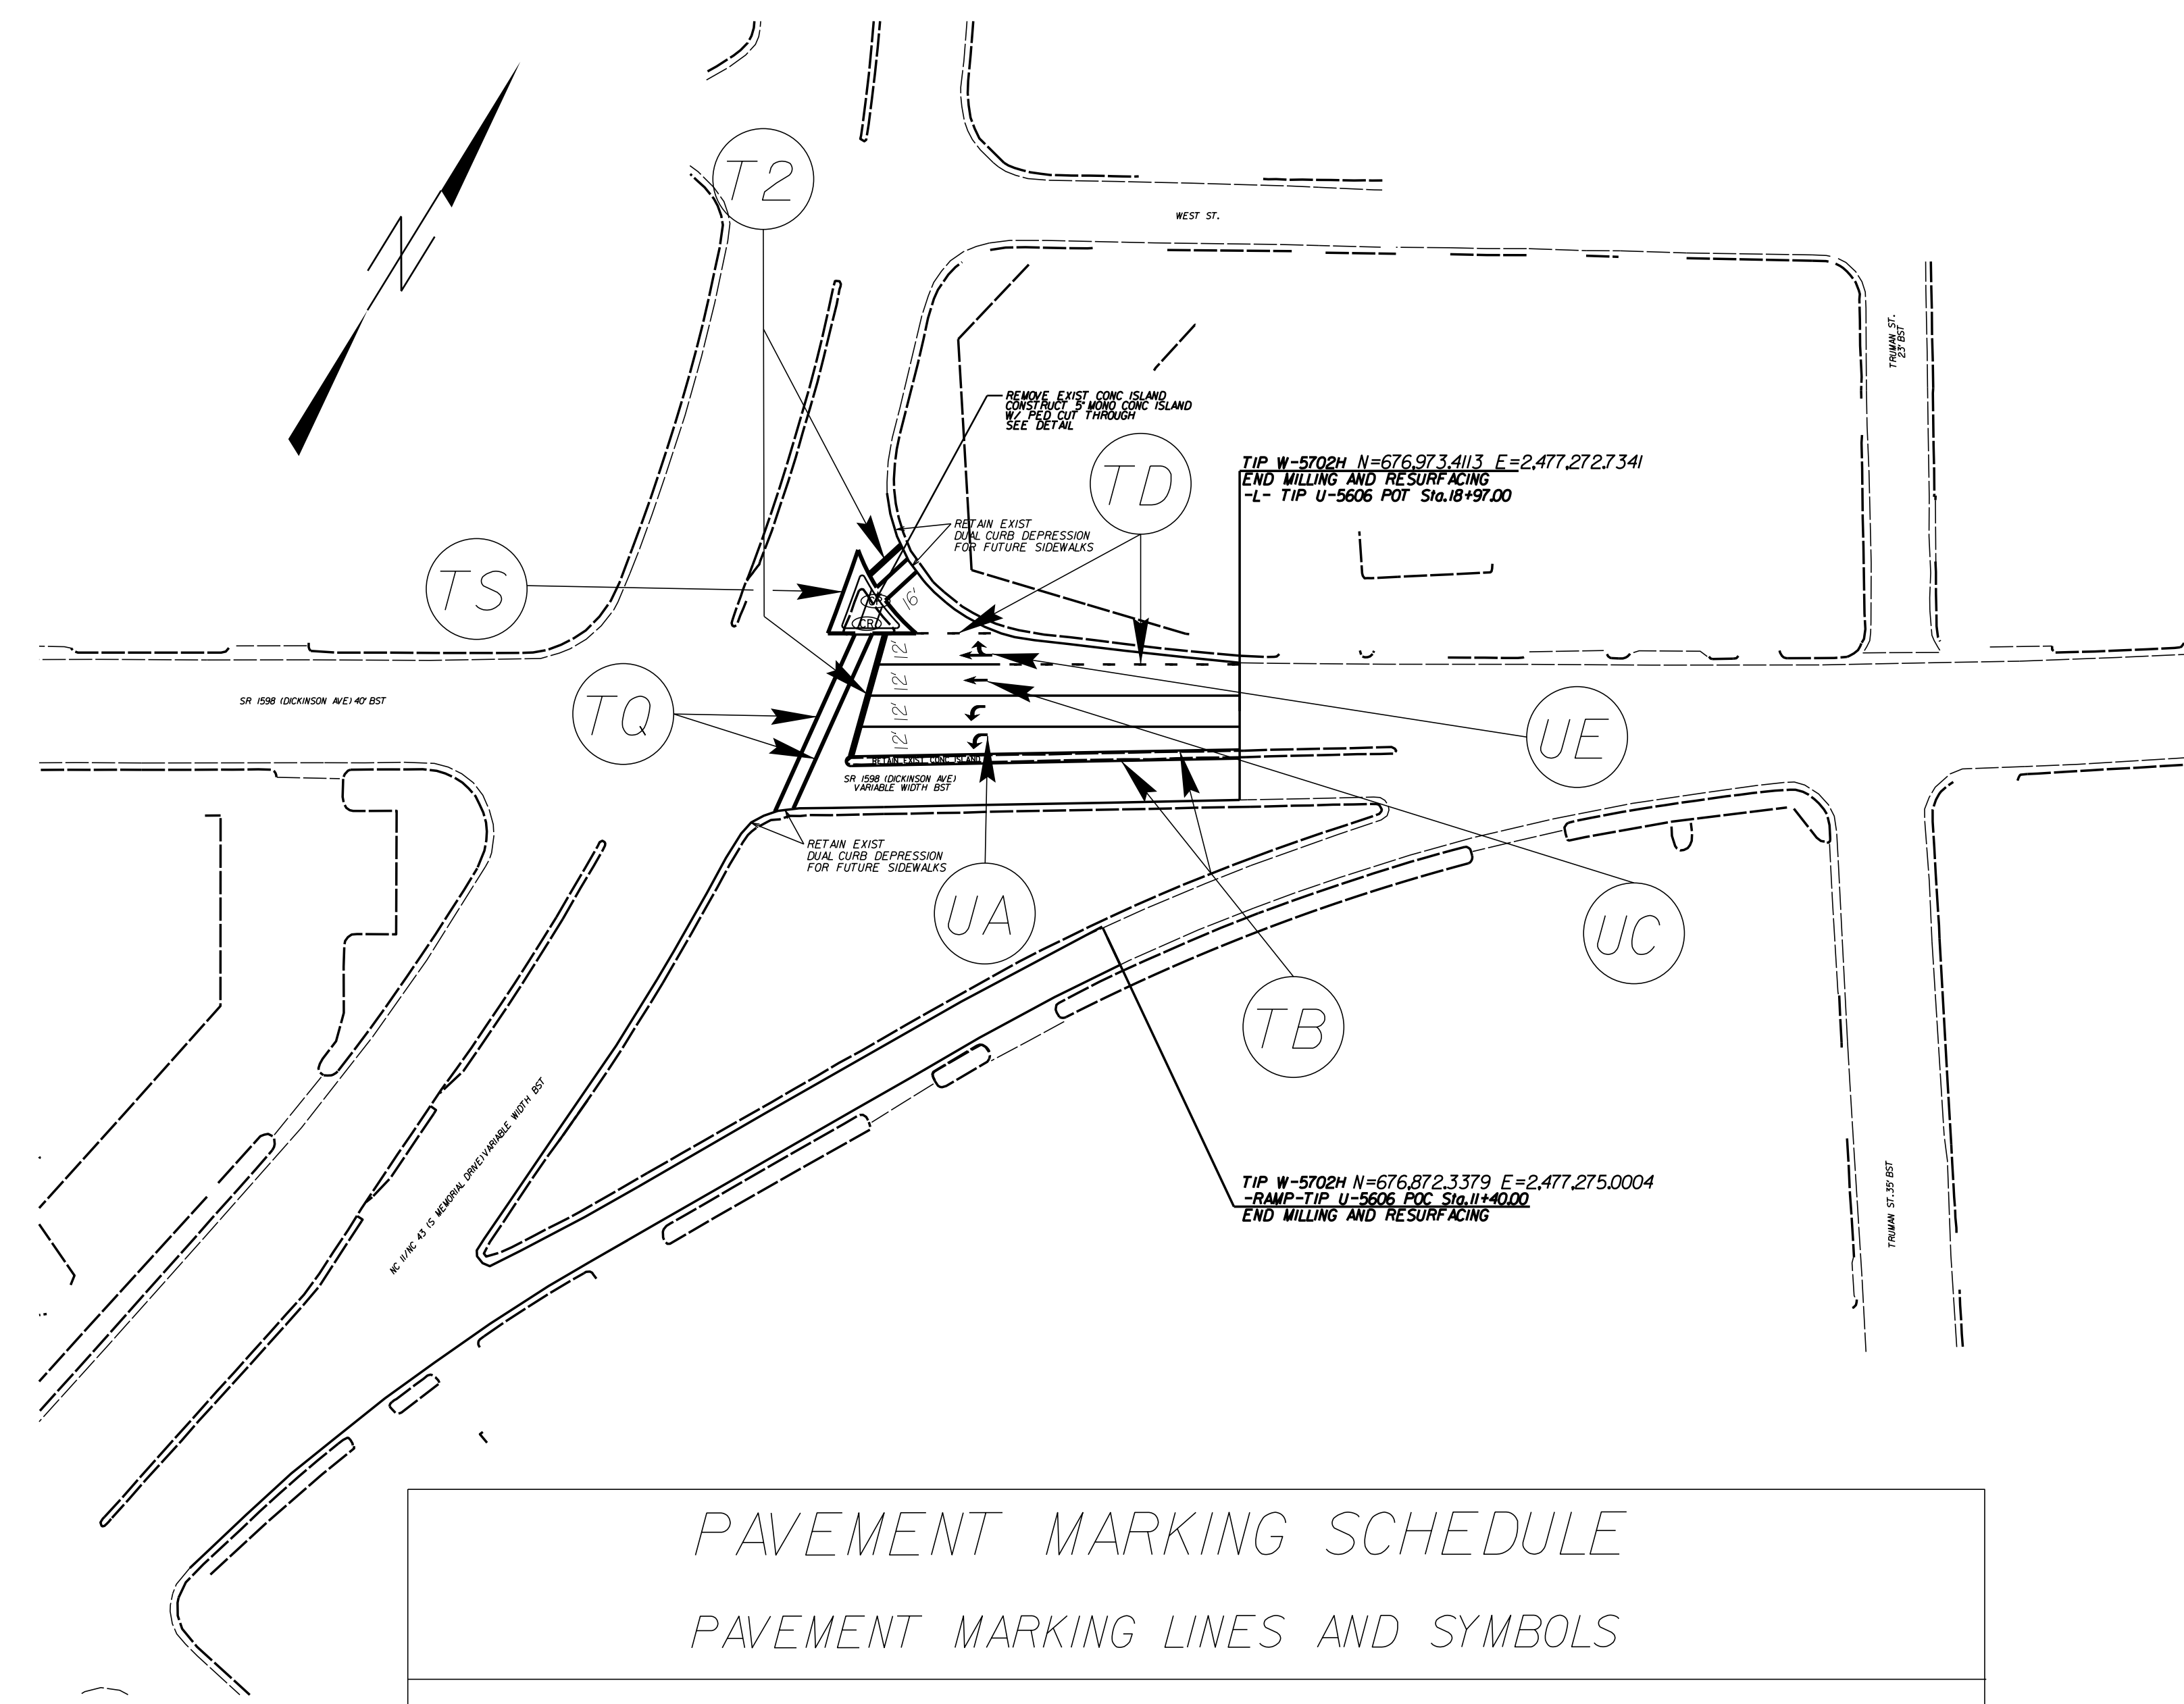 T2
WEST ST.
TRUMAN ST.
23' BST
REMOVE EXIST CONC ISLAND
CONSTRUCT 5" MONO CONC ISLAND
W/ PED CUT THROUGH
SEE DETAIL
TD
TIP W-5702H N=676,973.4113 E=2,477,272.7341
END MILLING AND RESURFACING
-L- TIP U-5606 POT Sta.18+97.00
RETAIN EXIST
DUAL CURB DEPRESSION
FOR FUTURE SIDEWALKS
TS
CR
16'
CR
12'
12'
12'
12'
TQ
SR 1598 (DICKINSON AVE) 40' BST
UE
RETAIN EXIST CONC ISLAND
SR 1598 (DICKINSON AVE)
VARIABLE WIDTH BST
RETAIN EXIST
DUAL CURB DEPRESSION
FOR FUTURE SIDEWALKS
UA
UC
TB
NC 11/NC 43 (S MEMORIAL DRIVE) VARIABLE WIDTH BST
TIP W-5702H N=676,872.3379 E=2,477,275.0004
-RAMP-TIP U-5606 POC Sta.11+40.00
END MILLING AND RESURFACING
TRUMAN ST. 35' BST
PAVEMENT MARKING SCHEDULE
PAVEMENT MARKING LINES AND SYMBOLS